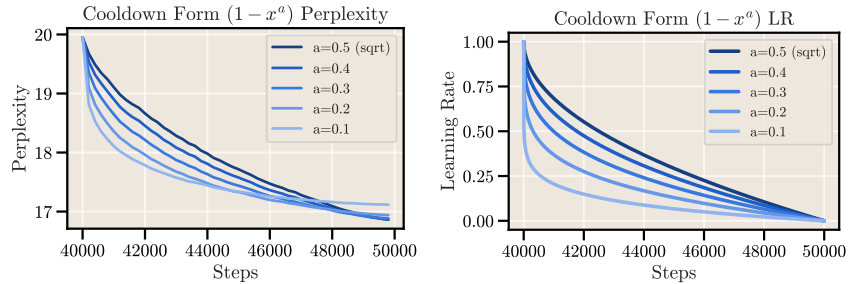 Cooldown Form (1 − x^a) Perplexity
20
19
18
17
Perplexity
a=0.5 (sqrt)
a=0.4
a=0.3
a=0.2
a=0.1
40000 42000 44000 46000 48000 50000
Steps
Cooldown Form (1 − x^a) LR
1.00
0.75
0.50
0.25
0.00
Learning Rate
a=0.5 (sqrt)
a=0.4
a=0.3
a=0.2
a=0.1
40000 42000 44000 46000 48000 50000
Steps